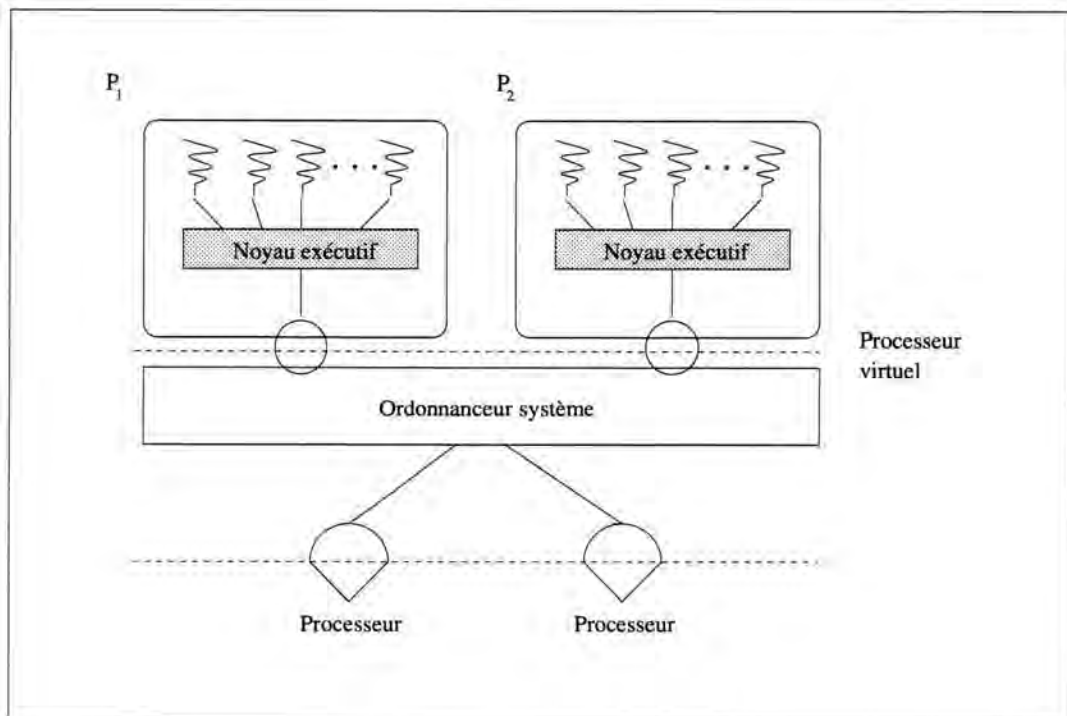 P1
P2
Noyau exécutif
Noyau exécutif
Processeur
virtuel
Ordonnanceur système
Processeur
Processeur